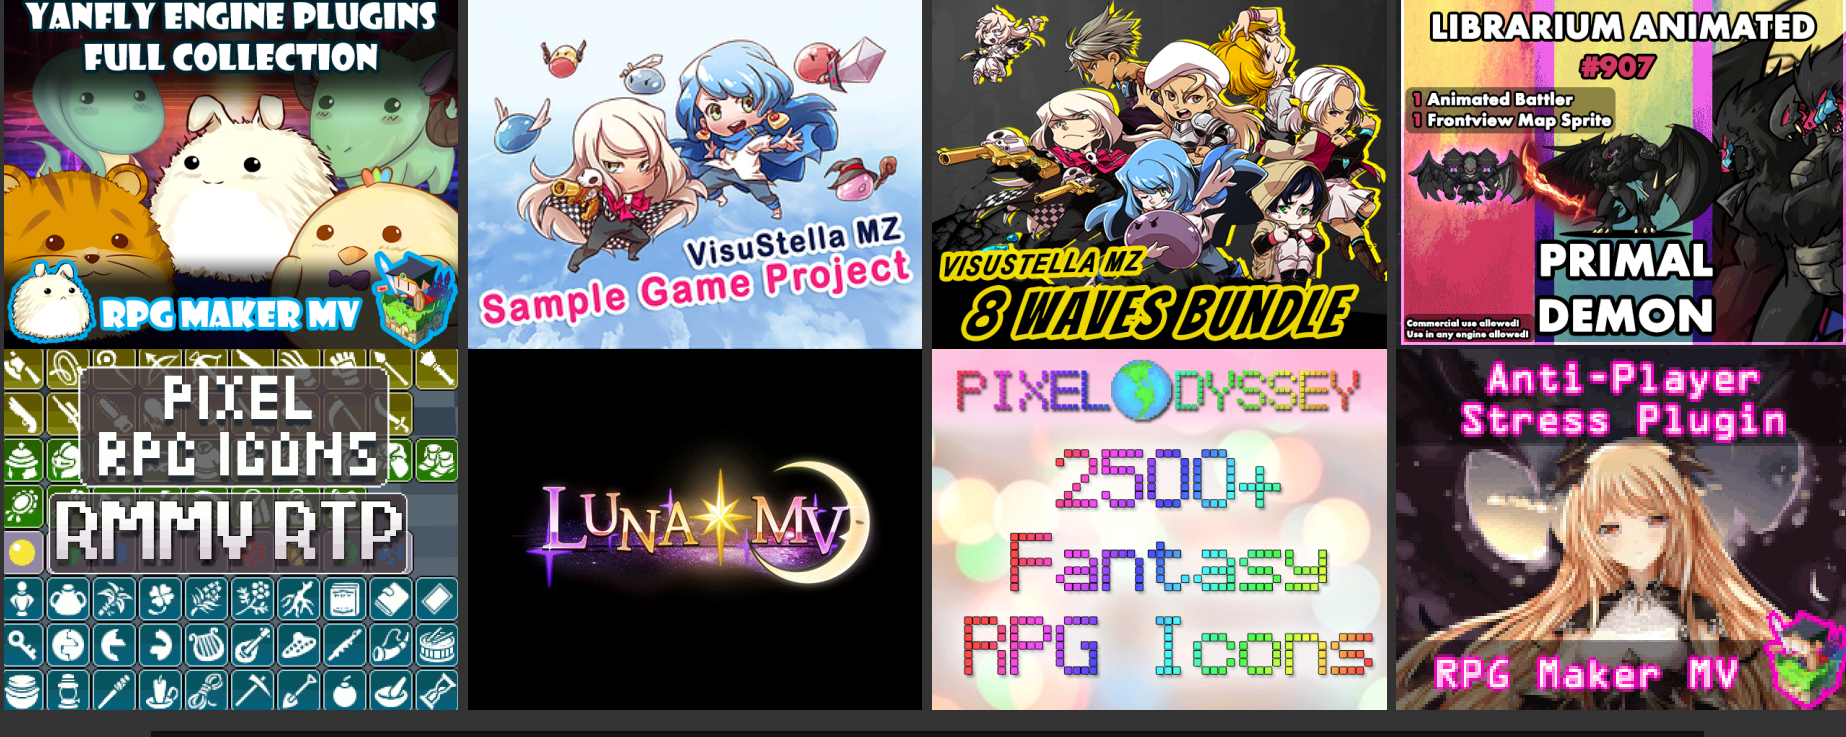 YANFLY ENGINE PLUGINS
FULL COLLECTION
RPG MAKER MV
VisuStella MZ
Sample Game Project
VISUSTELLA MZ
8 WAVES BUNDLE
LIBRARIUM ANIMATED
#907
1 Animated Battler
1 Frontview Map Sprite
PRIMAL
DEMON
Commercial use allowed!
Use in any engine allowed!
PIXEL
RPG ICONS
RMMV RTP
LUNA MV
PIXEL ODYSSEY
2500+
Fantasy
RPG Icons
Anti-Player
Stress Plugin
RPG Maker MV